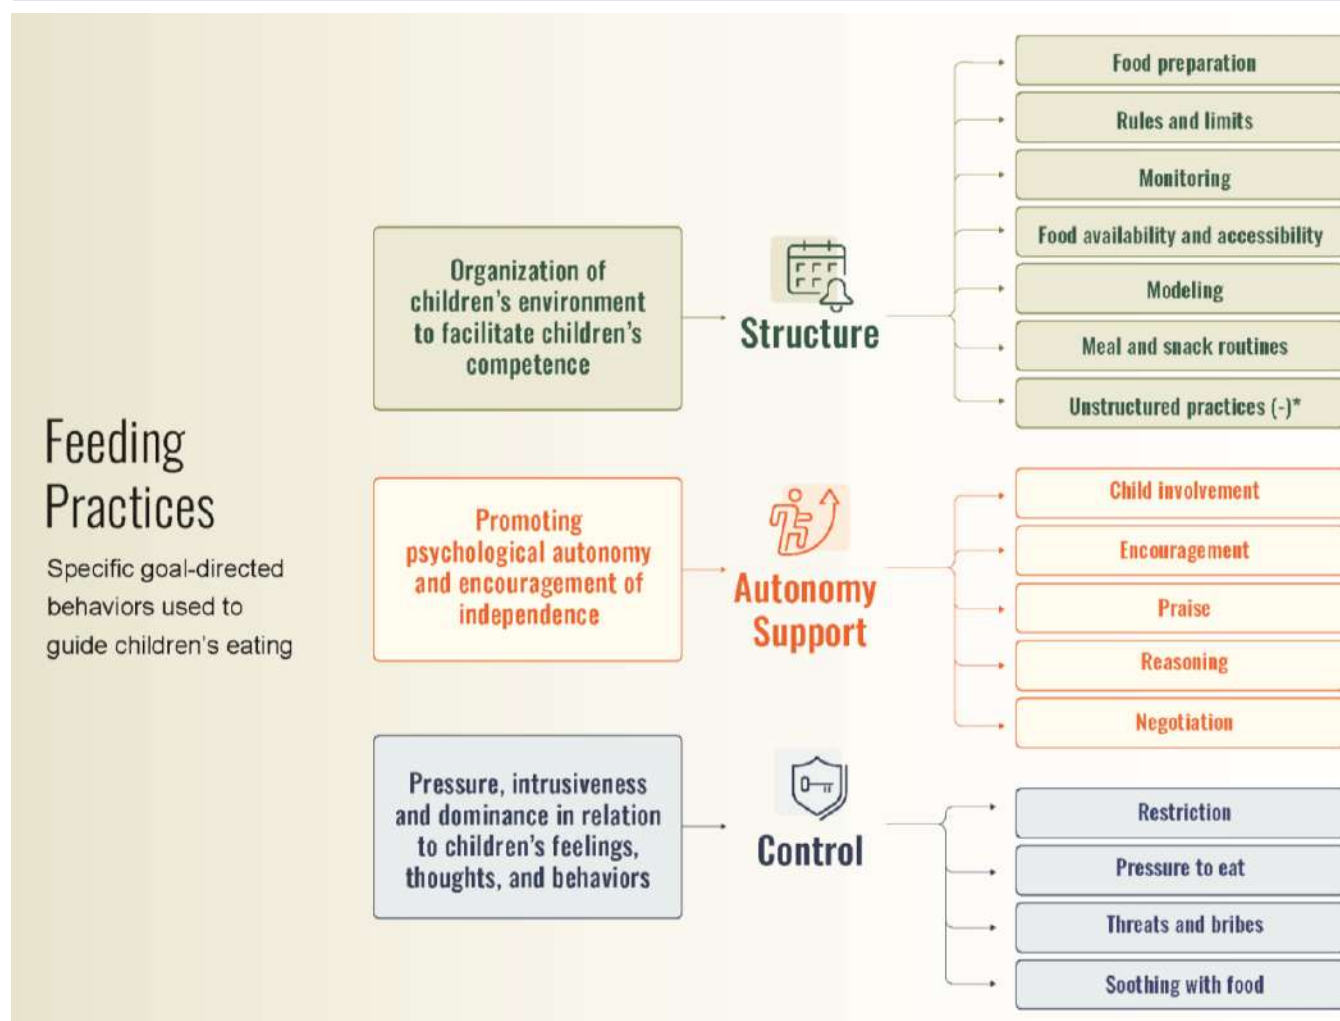 Feeding
Practices
Specific goal-directed
behaviors used to
guide children's eating
Organization of
children's environment
to facilitate children's
competence
Structure
Food preparation
Rules and limits
Monitoring
Food availability and accessibility
Modeling
Meal and snack routines
Unstructured practices (-)*
Promoting
psychological autonomy
and encouragement of
independence
Autonomy
Support
Child involvement
Encouragement
Praise
Reasoning
Negotiation
Pressure, intrusiveness
and dominance in relation
to children's feelings,
thoughts, and behaviors
Control
Restriction
Pressure to eat
Threats and bribes
Soothing with food